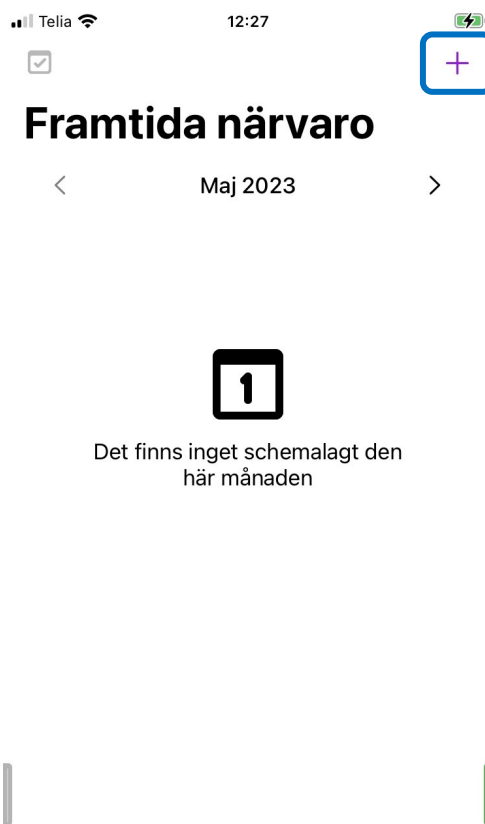 Telia 12:27
Framtida närvaro
Maj 2023
1
Det finns inget schemalagt den
här månaden